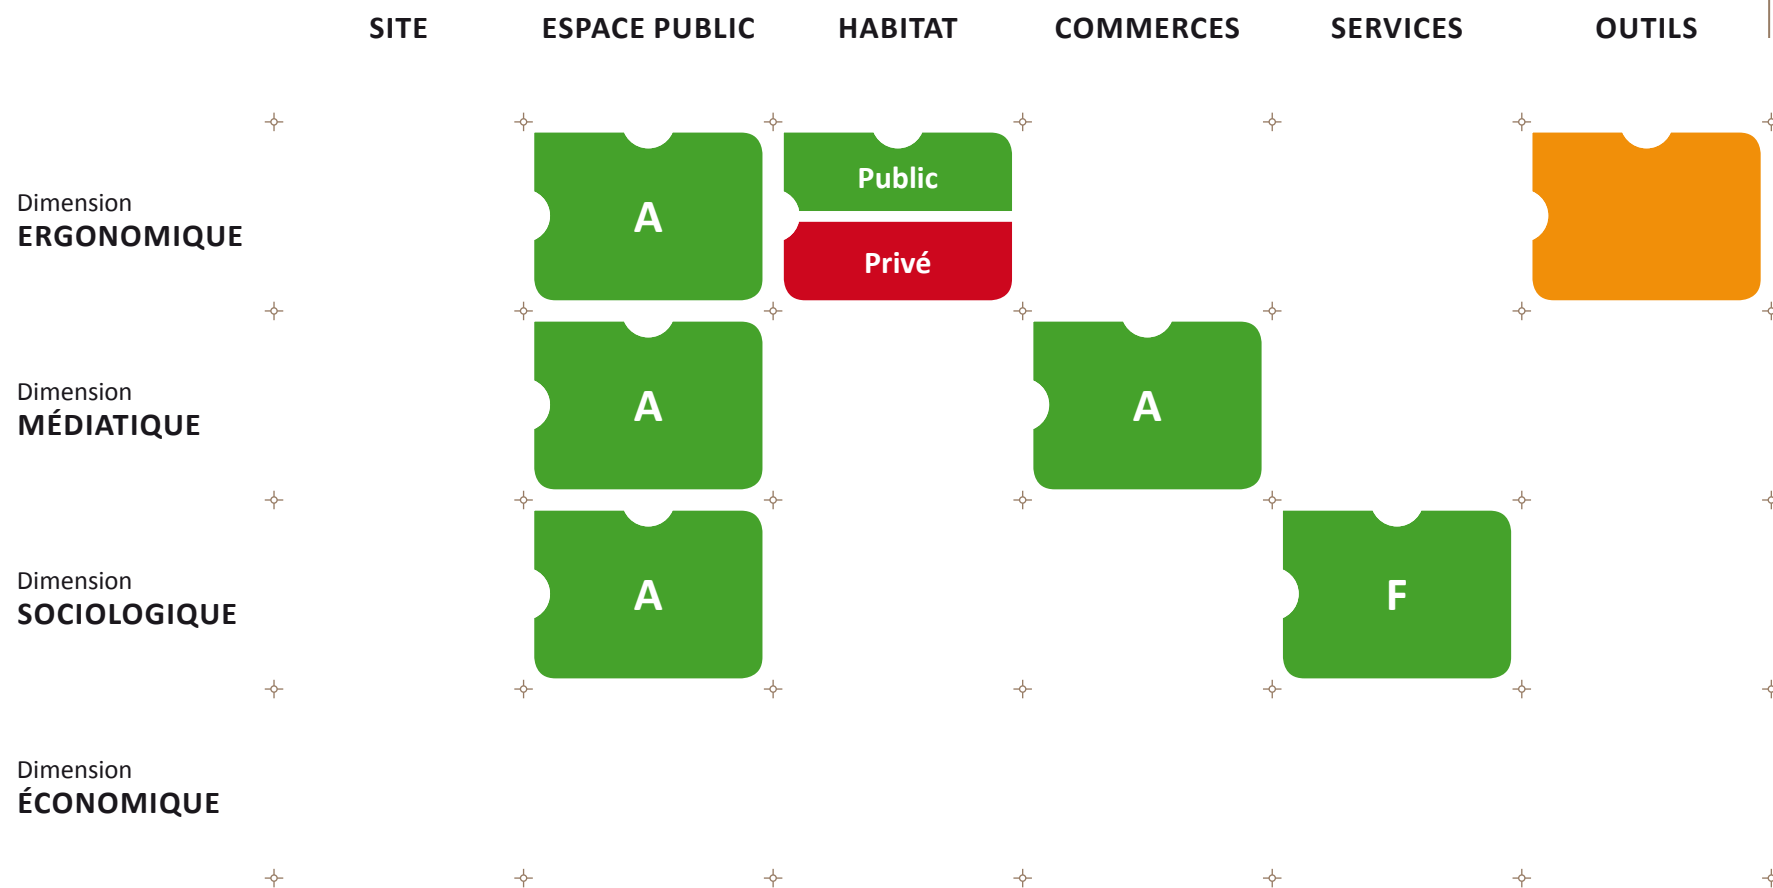 SITE ESPACE PUBLIC HABITAT COMMERCES SERVICES OUTILS
Dimension
ERGONOMIQUE
A
Public
Privé
Dimension
MÉDIATIQUE
A
A
Dimension
SOCIOLOGIQUE
A
F
Dimension
ÉCONOMIQUE